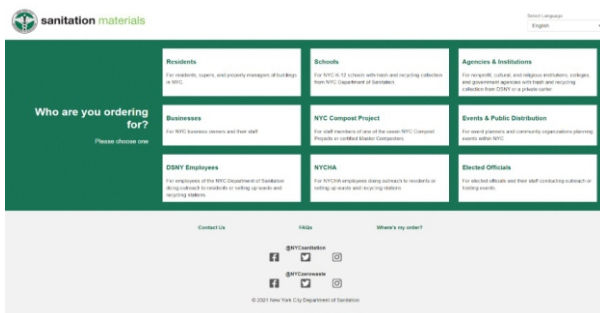 sanitation materials
Select Language:
English
Who are you ordering
for?
Please choose one
Residents
For residents, supers, and property managers of buildings
in NYC.
Schools
For NYC K-12 schools with trash and recycling collection
from NYC Department of Sanitation.
Agencies & Institutions
For nonprofit, cultural, and religious institutions, colleges,
and government agencies with trash and recycling
collection from DSNY or a private carter.
Businesses
For NYC business owners and their staff.
NYC Compost Project
For staff members of one of the seven NYC Compost
Projects or certified Master Composters.
Events & Public Distribution
For event planners and community organizations planning
events within NYC.
DSNY Employees
For employees of the NYC Department of Sanitation
doing outreach to residents or setting up waste and
recycling stations.
NYCHA
For NYCHA employees doing outreach to residents or
setting up waste and recycling stations.
Elected Officials
For elected officials and their staff conducting outreach or
hosting events.
Contact Us
FAQs
Where's my order?
@NYCsanitation
@NYCzerowaste
© 2021 New York City Department of Sanitation